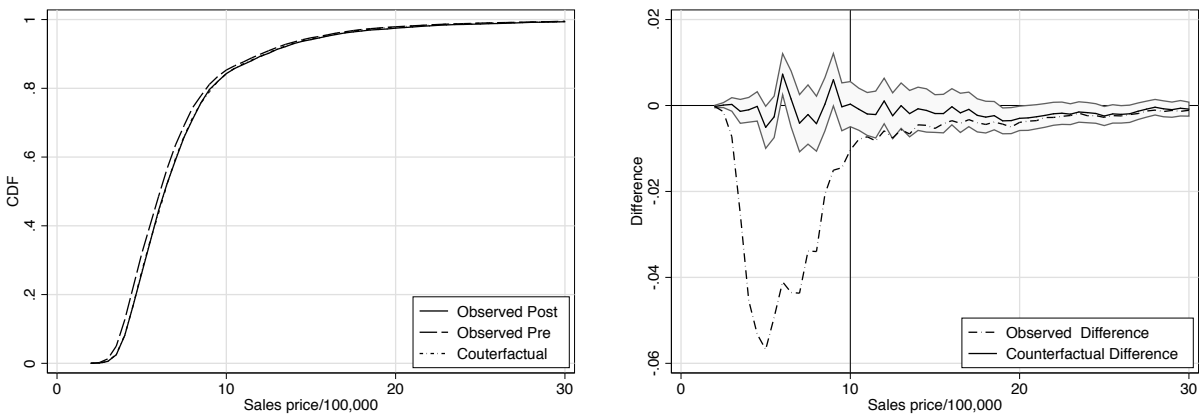 1
.8
.6
.4
.2
0
CDF
0
10
20
30
Sales price/100,000
Observed Post
Observed Pre
Couterfactual
.02
0
-.02
-.04
-.06
Difference
0
10
20
30
Sales price/100,000
Observed Difference
Counterfactual Difference